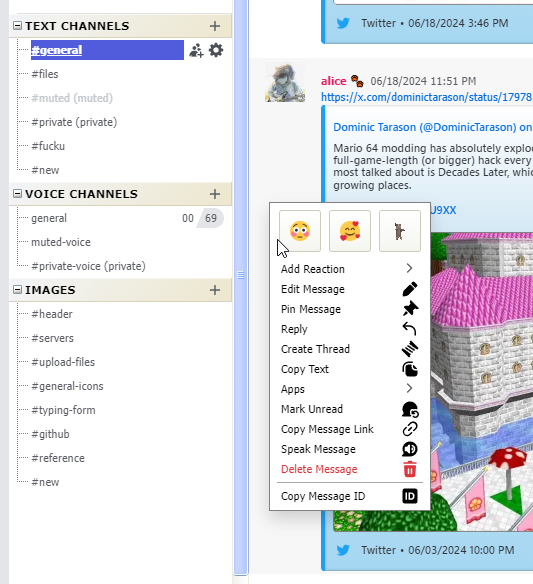 TEXT CHANNELS
#general
#files
#muted (muted)
#private (private)
#fucku
#new
VOICE CHANNELS
general 00 69
muted-voice
#private-voice (private)
IMAGES
#header
#servers
#upload-files
#general-icons
#typing-form
#github
#reference
#new
Twitter • 06/18/2024 3:46 PM
alice 06/18/2024 11:51 PM
https://x.com/dominictarason/status/17978
Dominic Tarason (@DominicTarason) on
Mario 64 modding has absolutely explo
full-game-length (or bigger) hack every
most talked about is Decades Later, whic
growing places.
J9XX
Add Reaction
Edit Message
Pin Message
Reply
Create Thread
Copy Text
Apps
Mark Unread
Copy Message Link
Speak Message
Delete Message
Copy Message ID
ID
Twitter • 06/03/2024 10:00 PM